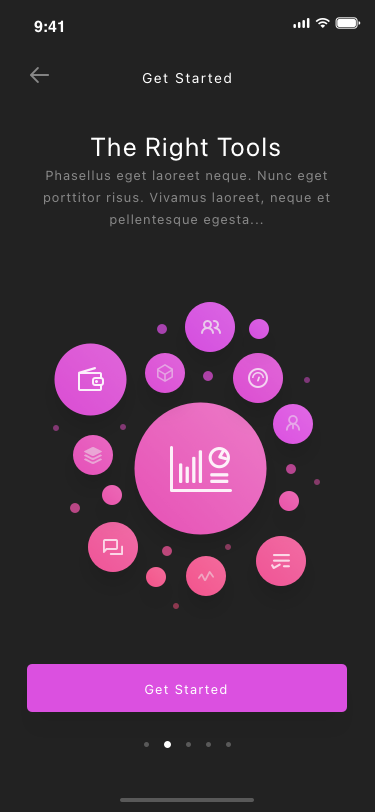 9:41
Get Started
The Right Tools
Phasellus eget laoreet neque. Nunc eget
porttitor risus. Vivamus laoreet, neque et
pellentesque egesta...
Get Started